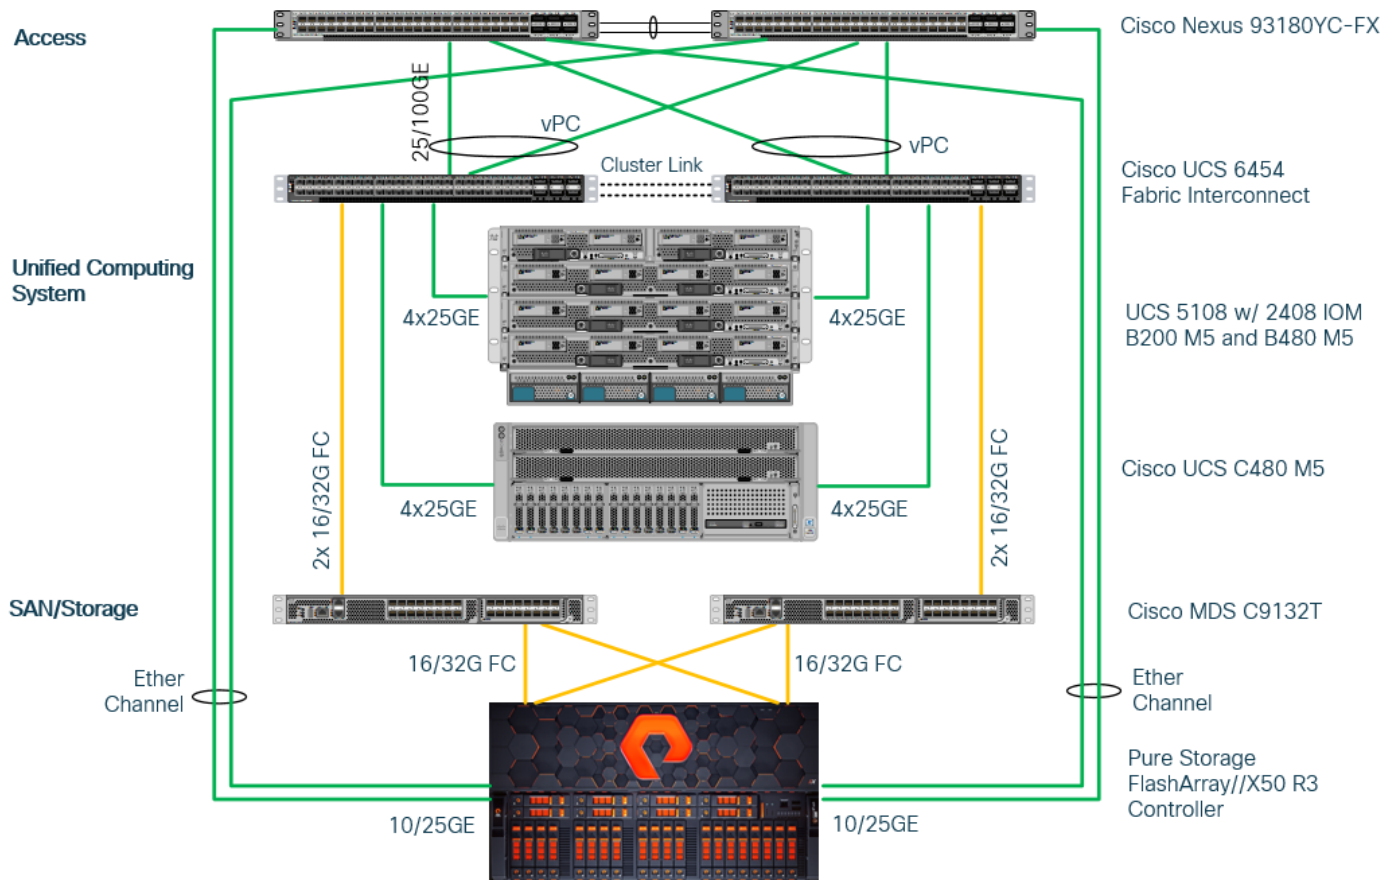 Access
Cisco Nexus 93180YC-FX
25/100GE
vPC
vPC
Cluster Link
Cisco UCS 6454
Fabric Interconnect
Unified Computing
System
4x25GE
4x25GE
UCS 5108 w/ 2408 IOM
B200 M5 and B480 M5
2x 16/32G FC
2x 16/32G FC
4x25GE
4x25GE
Cisco UCS C480 M5
SAN/Storage
Cisco MDS C9132T
16/32G FC
16/32G FC
Ether
Channel
Ether
Channel
Pure Storage
FlashArray//X50 R3
Controller
10/25GE
10/25GE